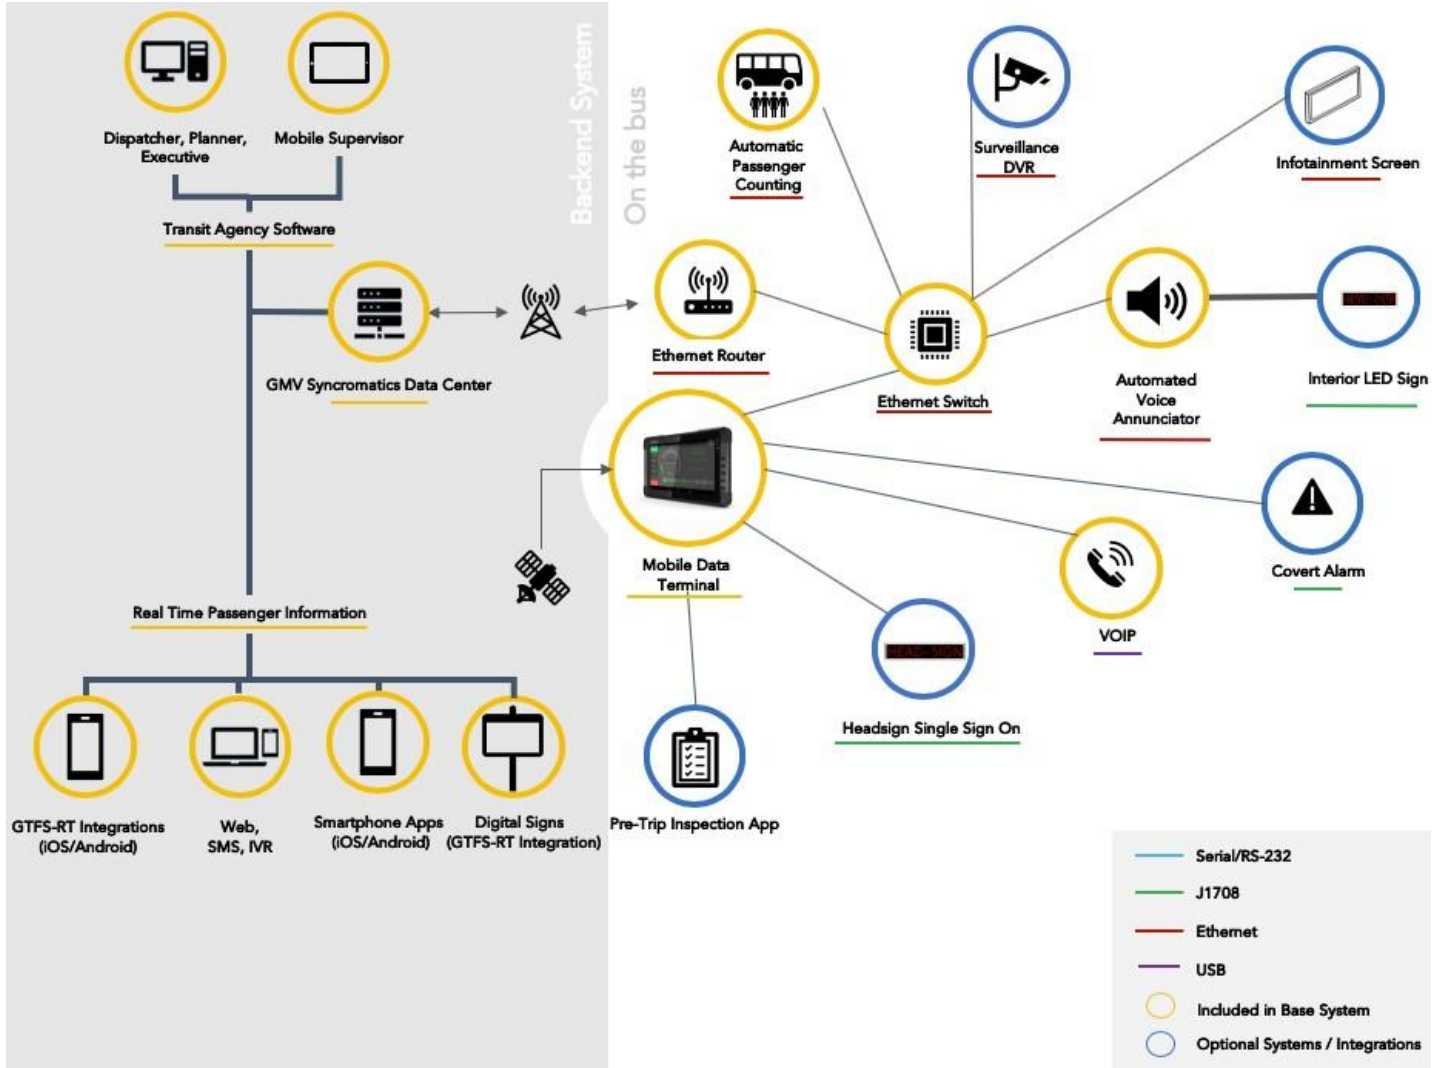 Backend System
On the bus
Dispatcher, Planner,
Executive
Mobile Supervisor
Transit Agency Software
GMV Syncromatics Data Center
Real Time Passenger Information
GTFS-RT Integrations
(iOS/Android)
Web,
SMS, IVR
Smartphone Apps
(iOS/Android)
Digital Signs
(GTFS-RT Integration)
Automatic
Passenger
Counting
Surveillance
DVR
Infotainment Screen
Ethernet Router
Ethernet Switch
Automated
Voice
Annunciator
Interior LED Sign
Mobile Data
Terminal
Covert Alarm
VOIP
HEAD-SIGN
Headsign Single Sign On
Pre-Trip Inspection App
Serial/RS-232
J1708
Ethernet
USB
Included in Base System
Optional Systems / Integrations